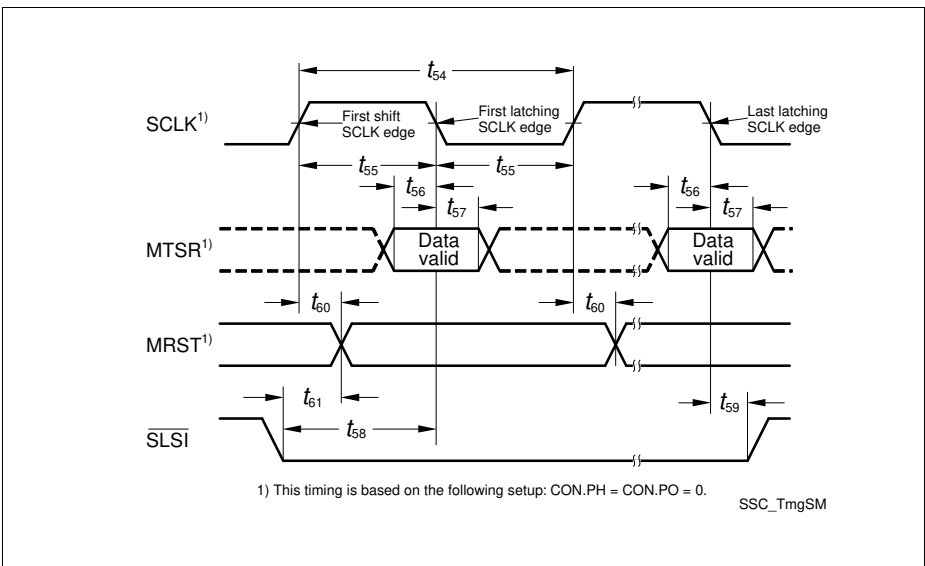 t54
SCLK1)
First shift
SCLK edge
First latching
SCLK edge
Last latching
SCLK edge
t55
t55
t56
t56
t57
t57
MTSR1)
Data
valid
Data
valid
t60
t60
MRST1)
t61
t59
t58
SLSI
1) This timing is based on the following setup: CON.PH = CON.PO = 0.
SSC_TmgSM